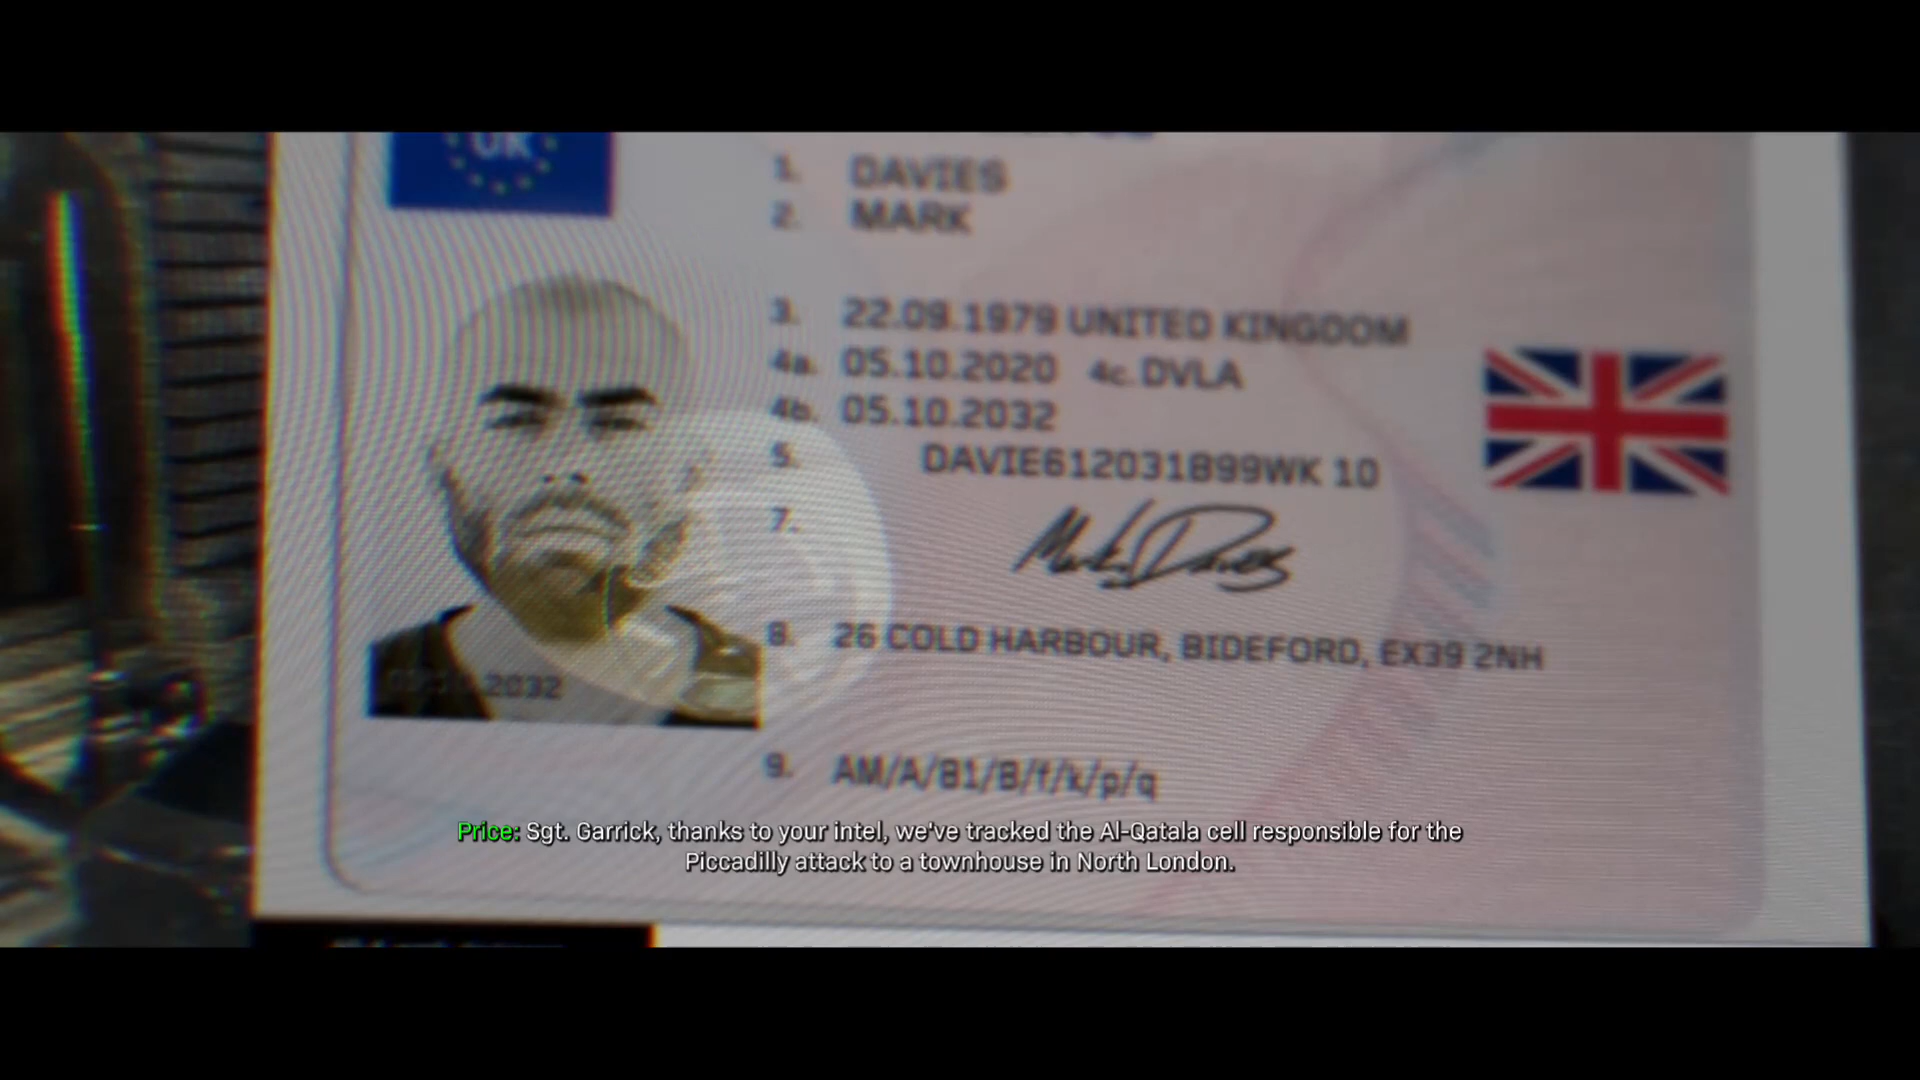 UK
1. DAVIES
2. MARK
3. 22.09.1979 UNITED KINGDOM
4a. 05.10.2020 4c. DVLA
4b. 05.10.2032
5. DAVIE612031899WK 10
7. Mark Davies
8. 26 COLD HARBOUR, BIDEFORD, EX39 2NH
.2032
9. AM/A/B1/B/f/k/p/q
Price: Sgt. Garrick, thanks to your intel, we've tracked the Al-Qatala cell responsible for the
Piccadilly attack to a townhouse in North London.